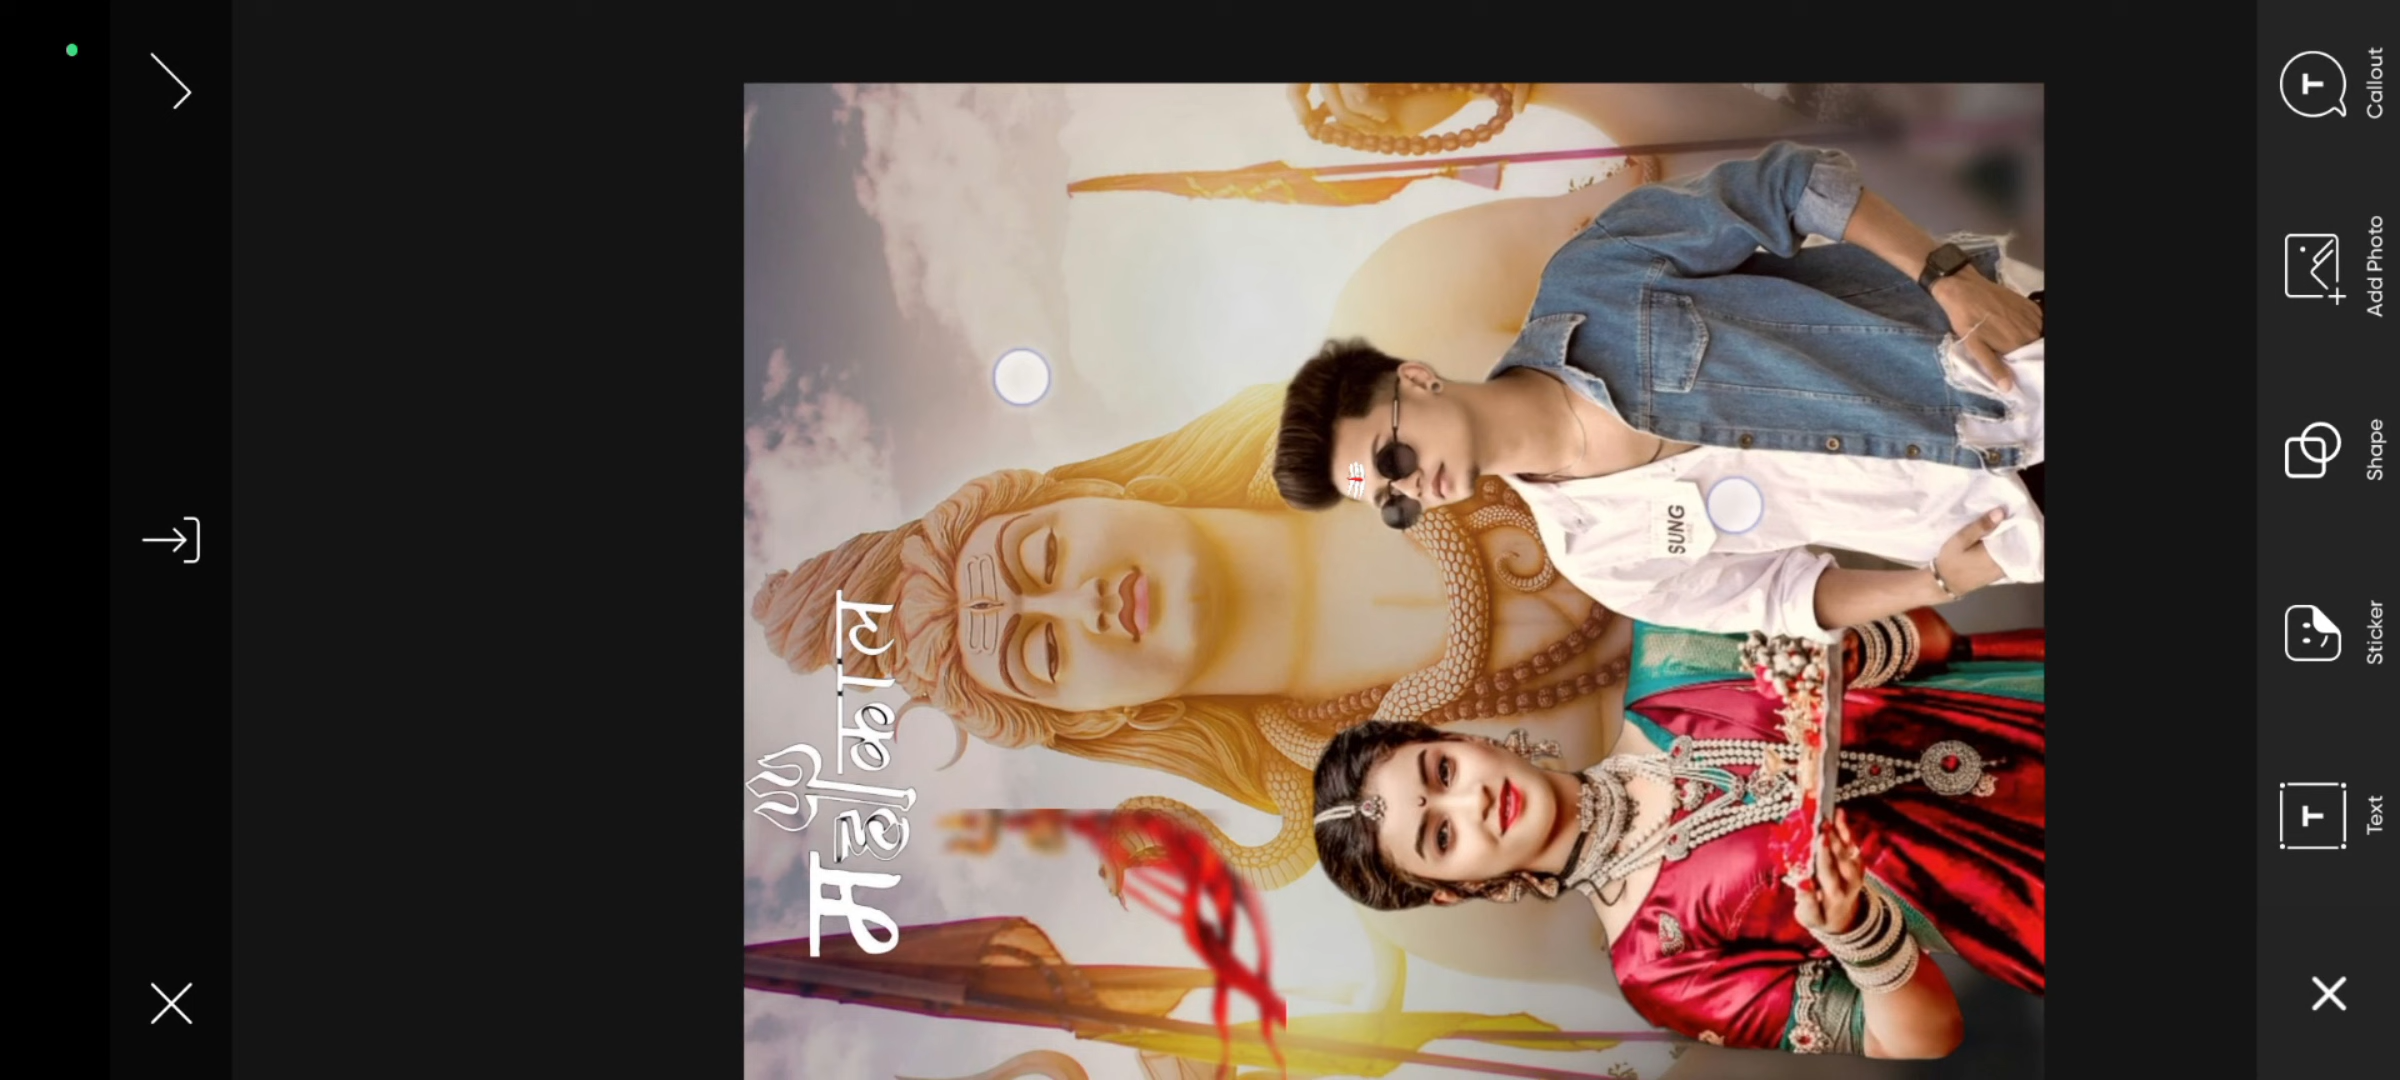 महाकाल
SUNG
Callout
Add Photo
Shape
Sticker
Text